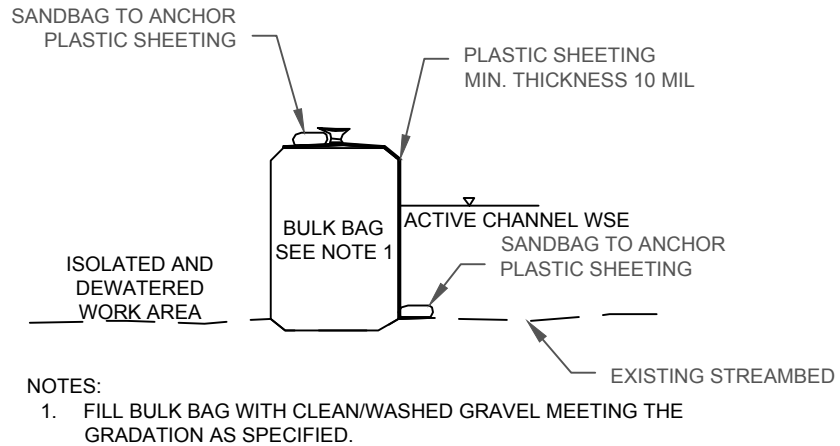 SANDBAG TO ANCHOR
PLASTIC SHEETING
PLASTIC SHEETING
MIN. THICKNESS 10 MIL
BULK BAG
SEE NOTE 1
ACTIVE CHANNEL WSE
SANDBAG TO ANCHOR
PLASTIC SHEETING
ISOLATED AND
DEWATERED
WORK AREA
EXISTING STREAMBED
NOTES:
1. FILL BULK BAG WITH CLEAN/WASHED GRAVEL MEETING THE
GRADATION AS SPECIFIED.